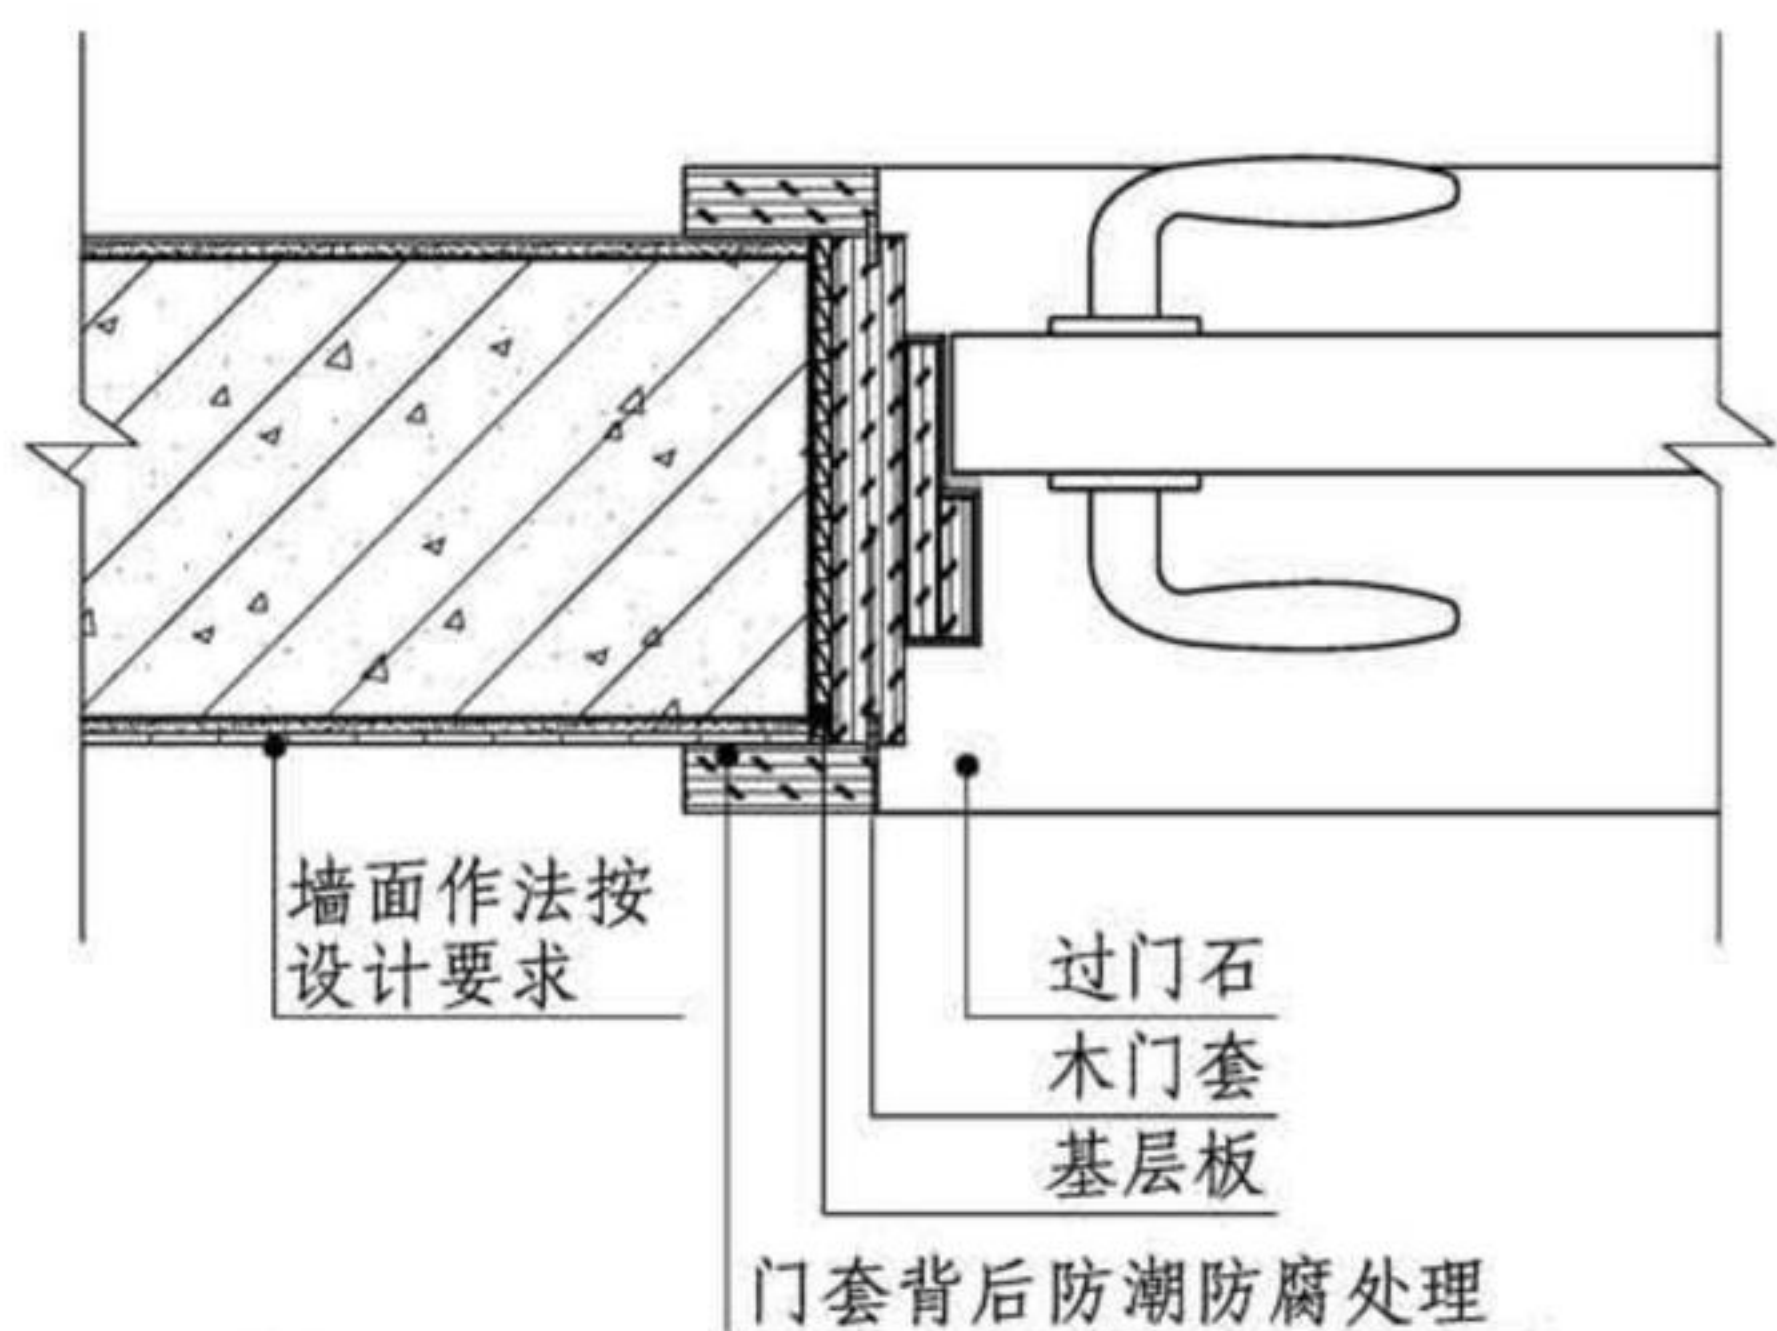 墙面作法按
设计要求
过门石
木门套
基层板
门套背后防潮防腐处理